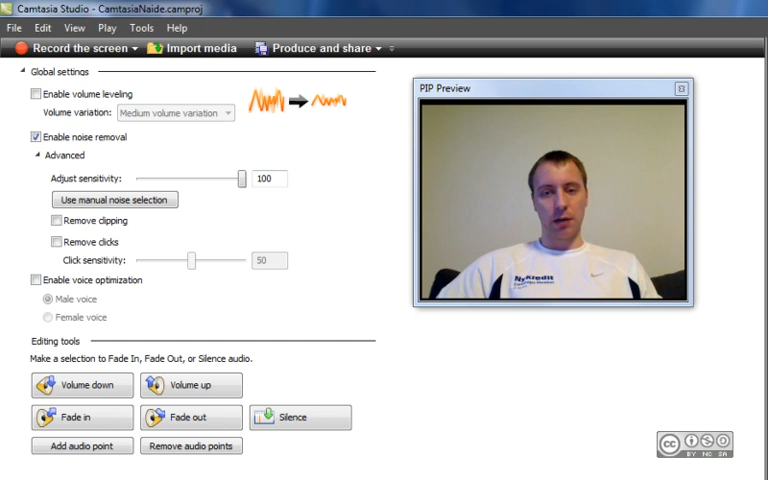 Camtasia Studio - CamtasiaNaide.camproj
File Edit View Play Tools Help
Record the screen Import media Produce and share
Global settings
Enable volume leveling
Volume variation: Medium volume variation
Enable noise removal
Advanced
Adjust sensitivity: 100
Use manual noise selection
Remove clipping
Remove clicks
Click sensitivity: 50
Enable voice optimization
Male voice
Female voice
Editing tools
Make a selection to Fade In, Fade Out, or Silence audio.
Volume down Volume up
Fade in Fade out Silence
Add audio point Remove audio points
PIP Preview
NyKredit
cc
BY NC SA